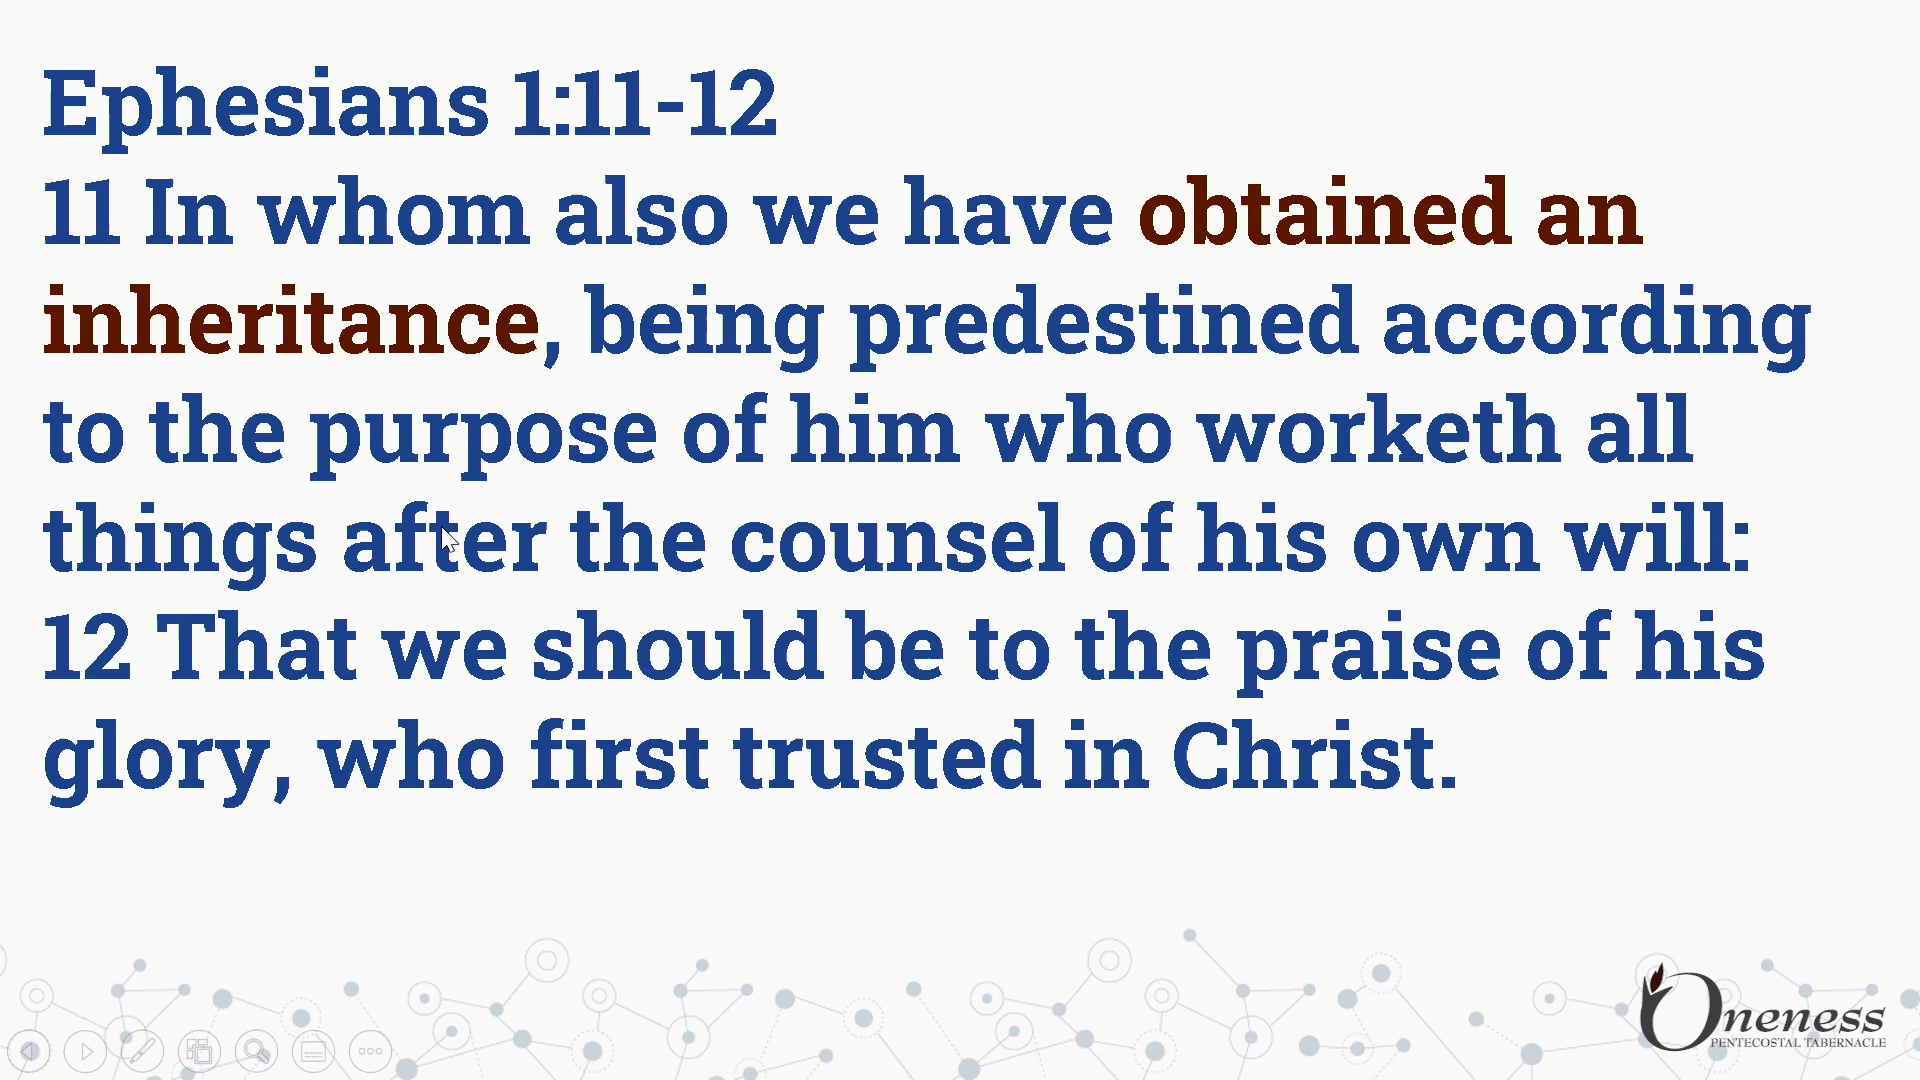 Ephesians 1:11-12
11 In whom also we have obtained an
inheritance, being predestined according
to the purpose of him who worketh all
things after the counsel of his own will:
12 That we should be to the praise of his
glory, who first trusted in Christ.
Oneness
PENTECOSTAL TABERNACLE